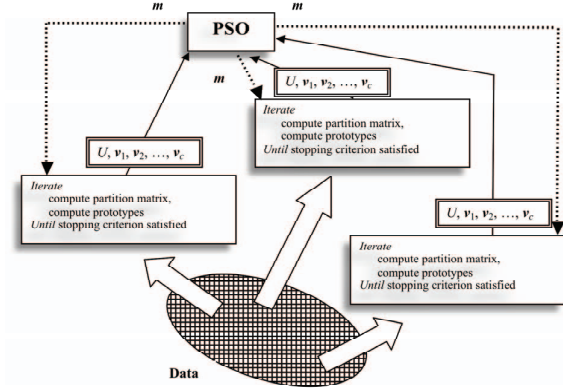 m
m
PSO
m
U, v1, v2, …, vc
Iterate
compute partition matrix,
compute prototypes
Until stopping criterion satisfied
U, v1, v2, …, vc
Iterate
compute partition matrix,
compute prototypes
Until stopping criterion satisfied
U, v1, v2, …, vc
Iterate
compute partition matrix,
compute prototypes
Until stopping criterion satisfied
Data